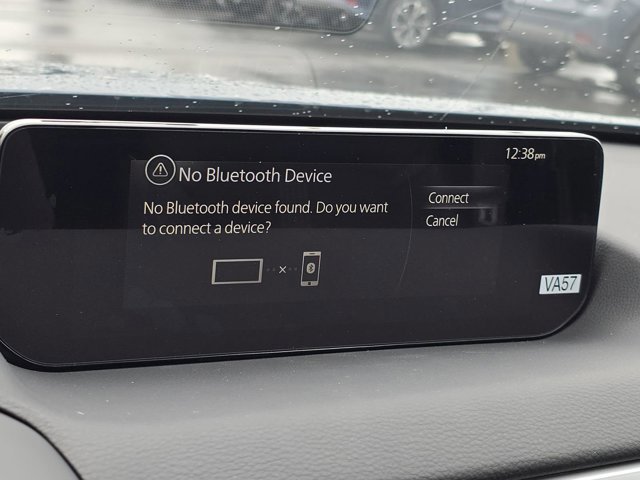 12:38pm
No Bluetooth Device
No Bluetooth device found. Do you want
to connect a device?
Connect
Cancel
VA57